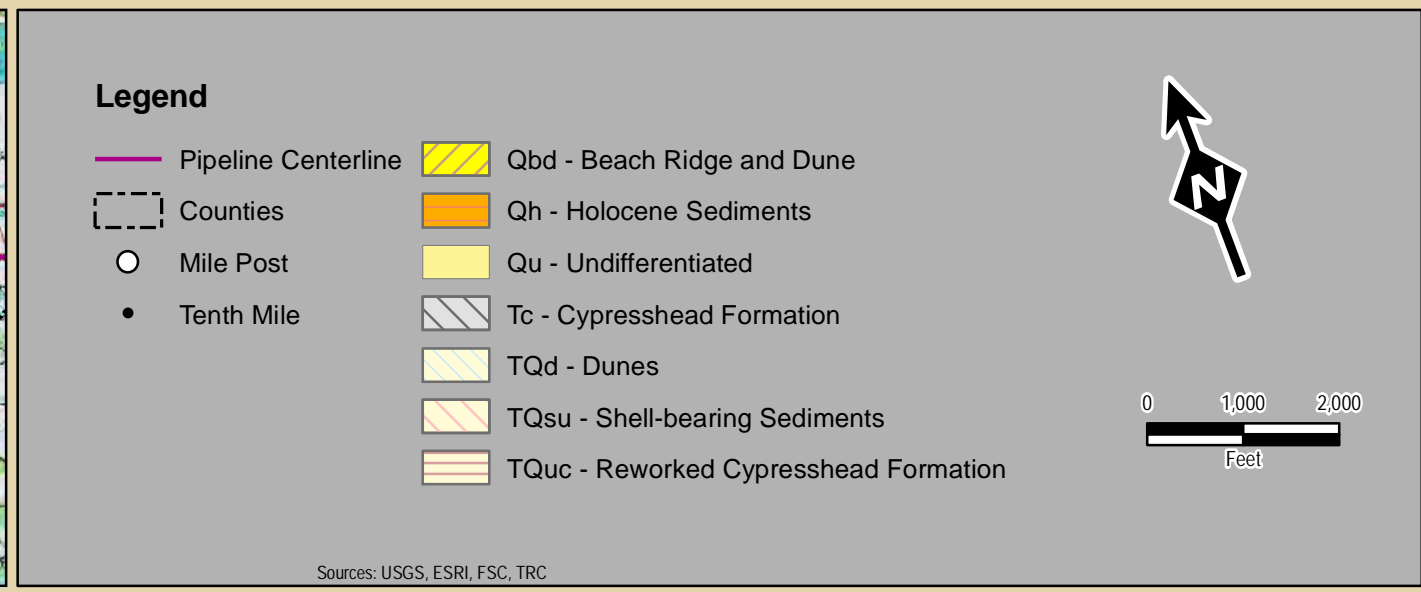 Legend
Pipeline Centerline
Counties
Mile Post
Tenth Mile
Qbd - Beach Ridge and Dune
Qh - Holocene Sediments
Qu - Undifferentiated
Tc - Cypresshead Formation
TQd - Dunes
TQsu - Shell-bearing Sediments
TQuc - Reworked Cypresshead Formation
N
0 1,000 2,000
Feet
Sources: USGS, ESRI, FSC, TRC